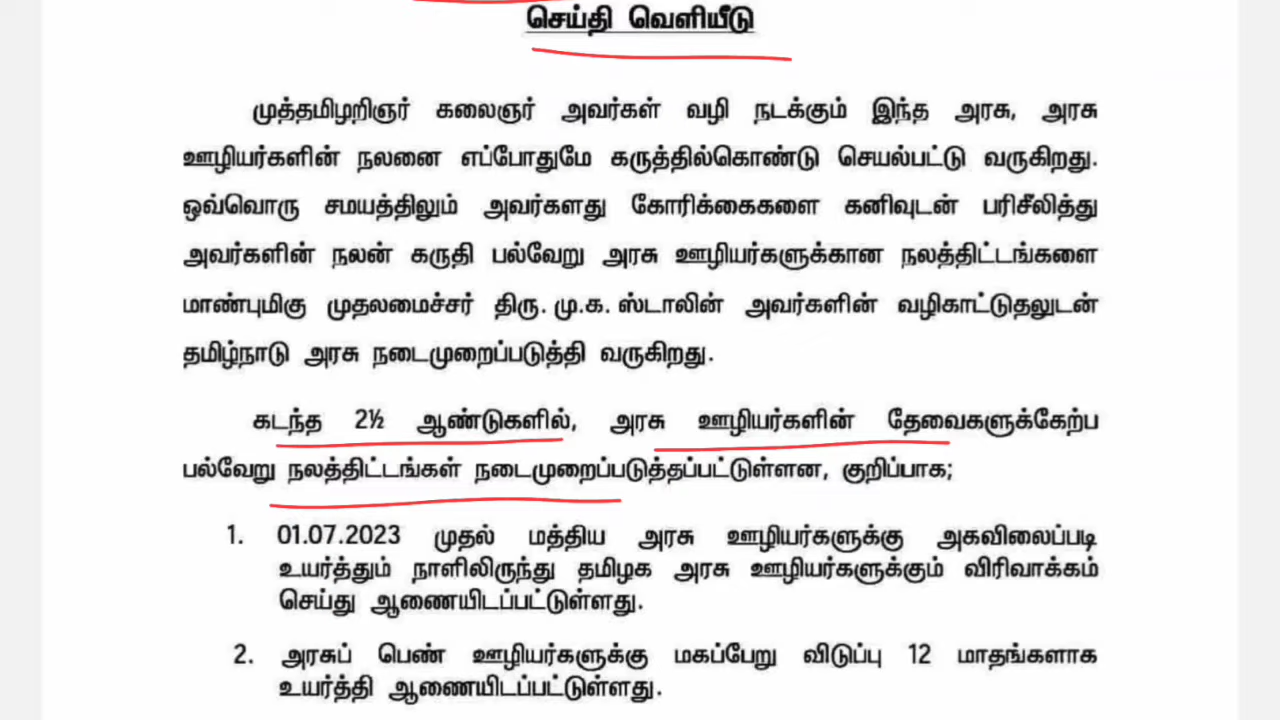 செய்தி வெளியீடு
முத்தமிழறிஞர் கலைஞர் அவர்கள் வழி நடக்கும் இந்த அரசு, அரசு
ஊழியர்களின் நலனை எப்போதுமே கருத்தில்கொண்டு செயல்பட்டு வருகிறது.
ஒவ்வொரு சமயத்திலும் அவர்களது கோரிக்கைகளை கனிவுடன் பரிசீலித்து
அவர்களின் நலன் கருதி பல்வேறு அரசு ஊழியர்களுக்கான நலத்திட்டங்களை
மாண்புமிகு முதலமைச்சர் திரு. மு.க. ஸ்டாலின் அவர்களின் வழிகாட்டுதலுடன்
தமிழ்நாடு அரசு நடைமுறைப்படுத்தி வருகிறது.
கடந்த 2½ ஆண்டுகளில், அரசு ஊழியர்களின் தேவைகளுக்கேற்ப
பல்வேறு நலத்திட்டங்கள் நடைமுறைப்படுத்தப்பட்டுள்ளன, குறிப்பாக;
1. 01.07.2023 முதல் மத்திய அரசு ஊழியர்களுக்கு அகவிலைப்படி
உயர்த்தும் நாளிலிருந்து தமிழக அரசு ஊழியர்களுக்கும் விரிவாக்கம்
செய்து ஆணையிடப்பட்டுள்ளது.
2. அரசுப் பெண் ஊழியர்களுக்கு மகப்பேறு விடுப்பு 12 மாதங்களாக
உயர்த்தி ஆணையிடப்பட்டுள்ளது.